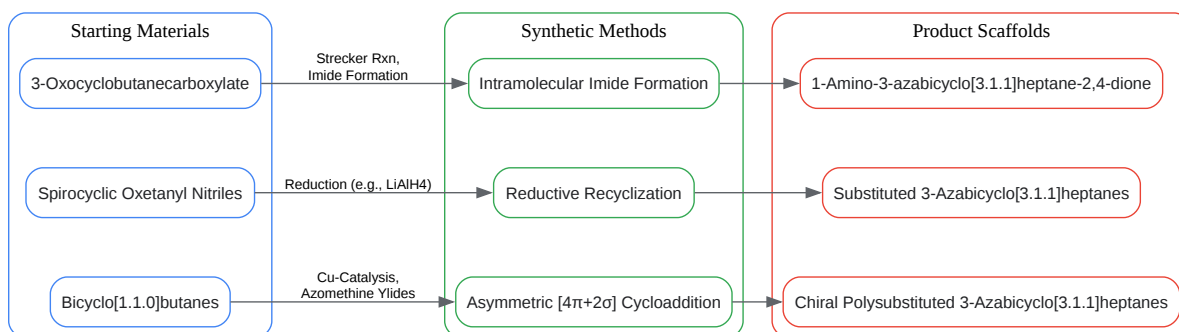 Starting Materials
Synthetic Methods
Product Scaffolds
3-Oxocyclobutanecarboxylate
Strecker Rxn,
Imide Formation
Intramolecular Imide Formation
1-Amino-3-azabicyclo[3.1.1]heptane-2,4-dione
Spirocyclic Oxetanyl Nitriles
Reduction (e.g., LiAlH4)
Reductive Recyclization
Substituted 3-Azabicyclo[3.1.1]heptanes
Bicyclo[1.1.0]butanes
Cu-Catalysis,
Azomethine Ylides
Asymmetric [4π+2σ] Cycloaddition
Chiral Polysubstituted 3-Azabicyclo[3.1.1]heptanes